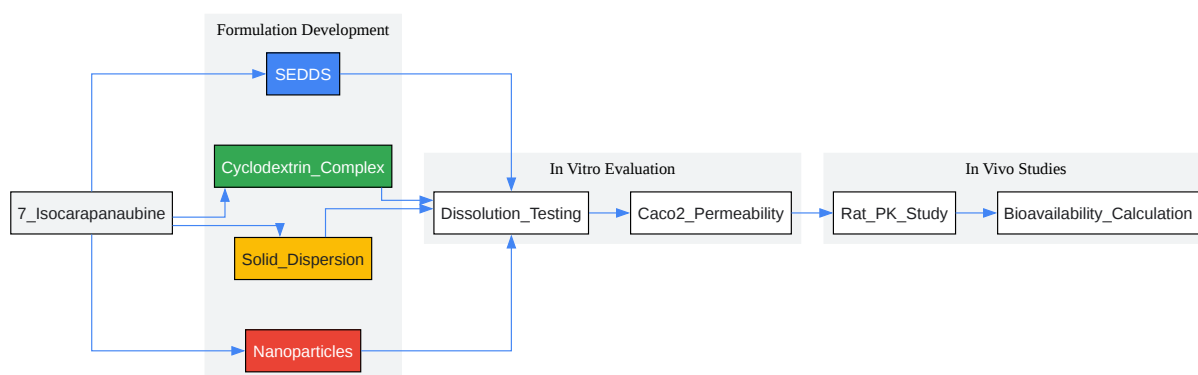 Formulation Development
SEDDS
Cyclodextrin_Complex
In Vitro Evaluation
In Vivo Studies
7_Isocarapanaubine
Dissolution_Testing
Caco2_Permeability
Rat_PK_Study
Bioavailability_Calculation
Solid_Dispersion
Nanoparticles